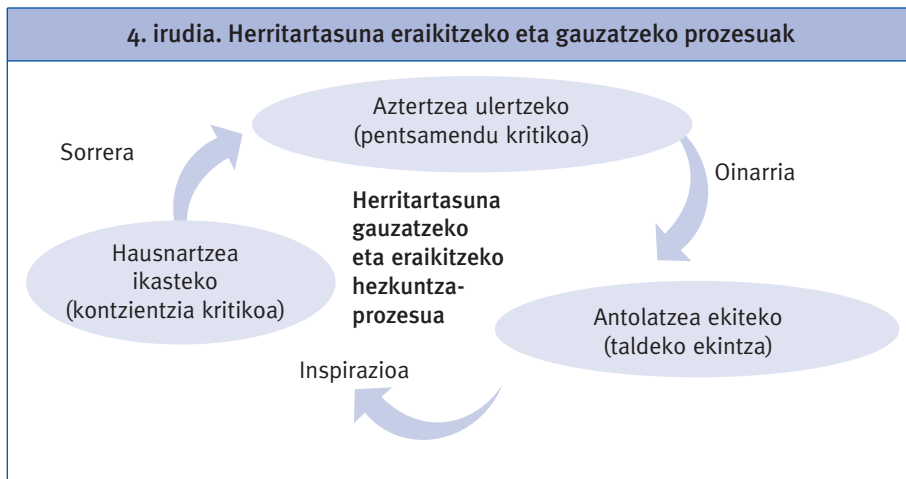 4. irudia. Herritartasuna eraikitzeko eta gauzatzeko prozesuak
Aztertzea ulertzeko
(pentsamendu kritikoa)
Sorrera
Oinarria
Herritartasuna
gauzatzeko
eta eraikitzeko
hezkuntza-
prozesua
Hausnartzea
ikasteko
(kontzientzia kritikoa)
Antolatzea ekiteko
(taldeko ekintza)
Inspirazioa